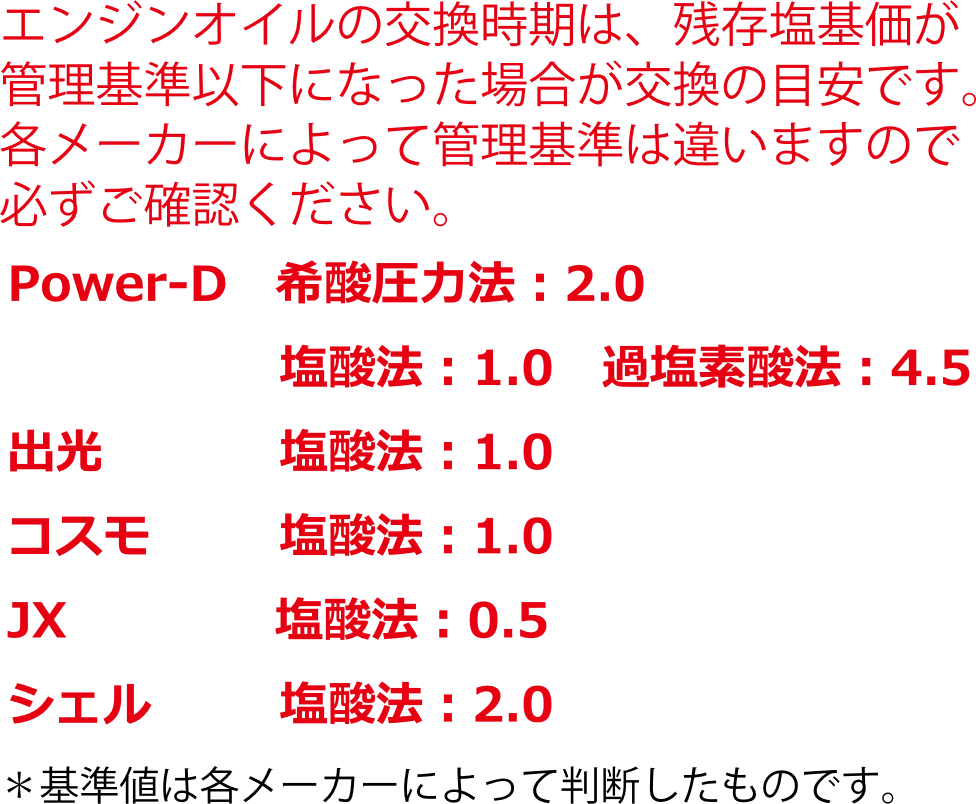 エンジンオイルの交換時期は、残存塩基価が
管理基準以下になった場合が交換の目安です。
各メーカーによって管理基準は違いますので
必ずご確認ください。
Power-D　希酸圧力法：2.0
塩酸法：1.0　過塩素酸法：4.5
出光　塩酸法：1.0
コスモ　塩酸法：1.0
JX　塩酸法：0.5
シェル　塩酸法：2.0
＊基準値は各メーカーによって判断したものです。